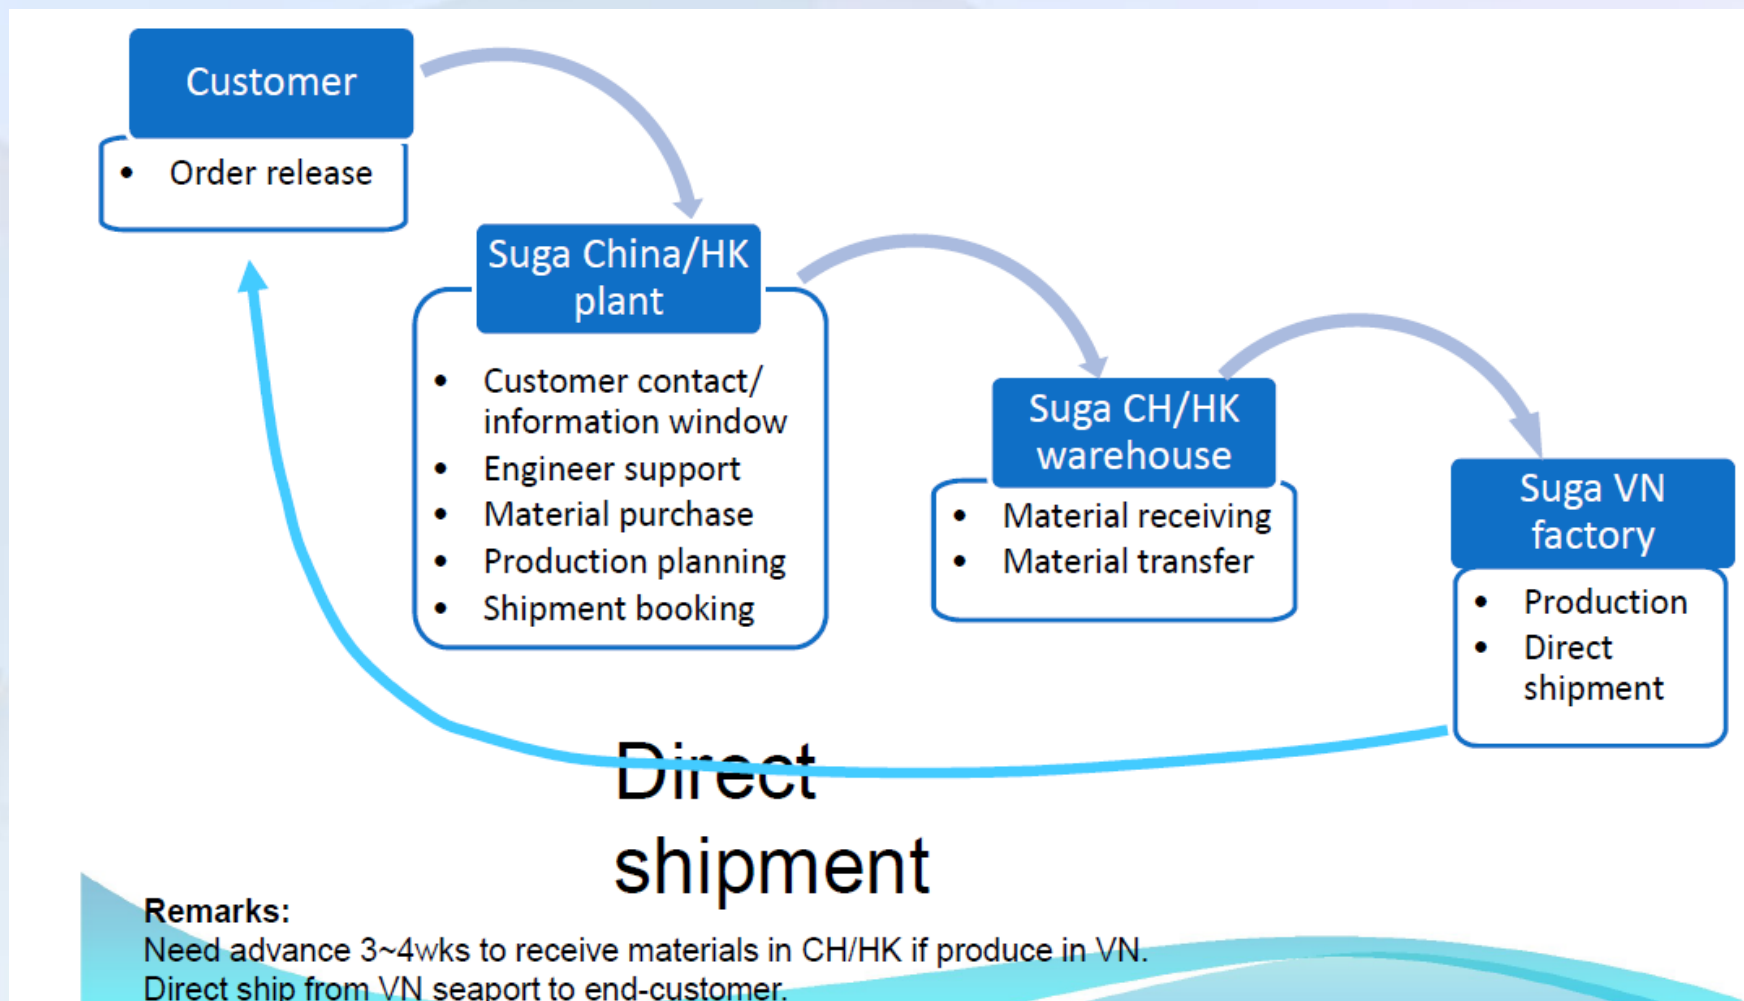 Customer
• Order release
Suga China/HK
plant
• Customer contact/
information window
• Engineer support
• Material purchase
• Production planning
• Shipment booking
Suga CH/HK
warehouse
• Material receiving
• Material transfer
Suga VN
factory
• Production
• Direct
shipment
Direct
shipment
Remarks:
Need advance 3~4wks to receive materials in CH/HK if produce in VN.
Direct ship from VN seaport to end-customer.